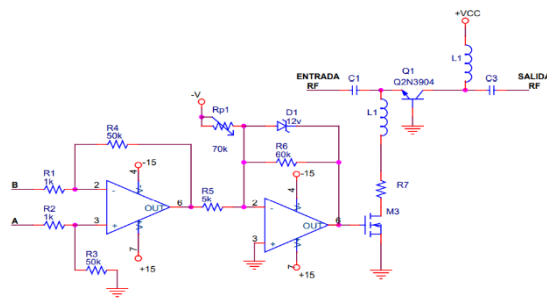 +VCC
L1
ENTRADA RF
C1
Q1
Q2N3904
C3
SALIDA RF
-V
Rp1
70k
D1
12v
L1
R4
50k
R6
60k
R7
-15
-15
B
R1
1k
2
4
V-
-
OUT
6
R5
5k
2
4
V-
-
OUT
6
M3
A
R2
1k
3
+
V+
7
3
+
V+
7
R3
50k
+15
+15